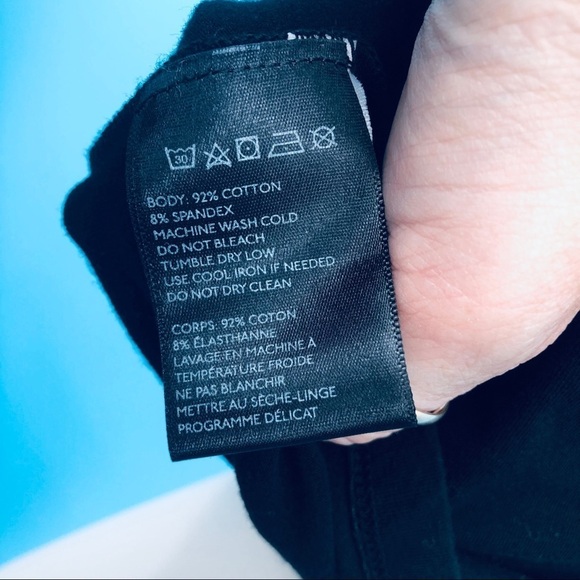 30
BODY: 92% COTTON
8% SPANDEX
MACHINE WASH COLD
DO NOT BLEACH
TUMBLE DRY LOW
USE COOL IRON IF NEEDED
DO NOT DRY CLEAN
CORPS: 92% COTON
8% ÉLASTHANNE
LAVAGE EN MACHINE À
TEMPÉRATURE FROIDE
NE PAS BLANCHIR
METTRE AU SÈCHE-LINGE
PROGRAMME DÉLICAT